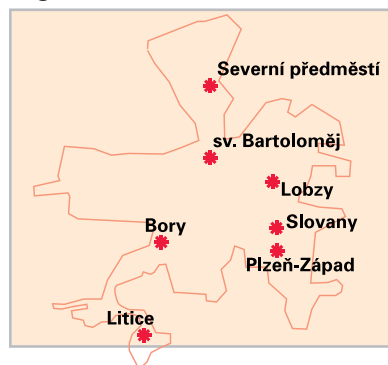 Severní předměstí
sv. Bartoloměj
Lobzy
Slovany
Bory
Plzeň-Západ
Litice